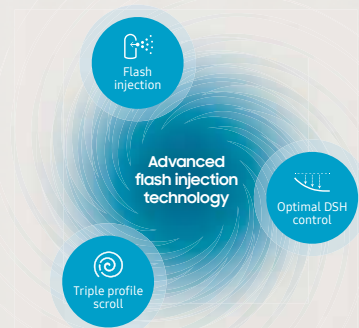 Flash
injection
Advanced
flash injection
technology
Optimal DSH
control
Triple profile
scroll